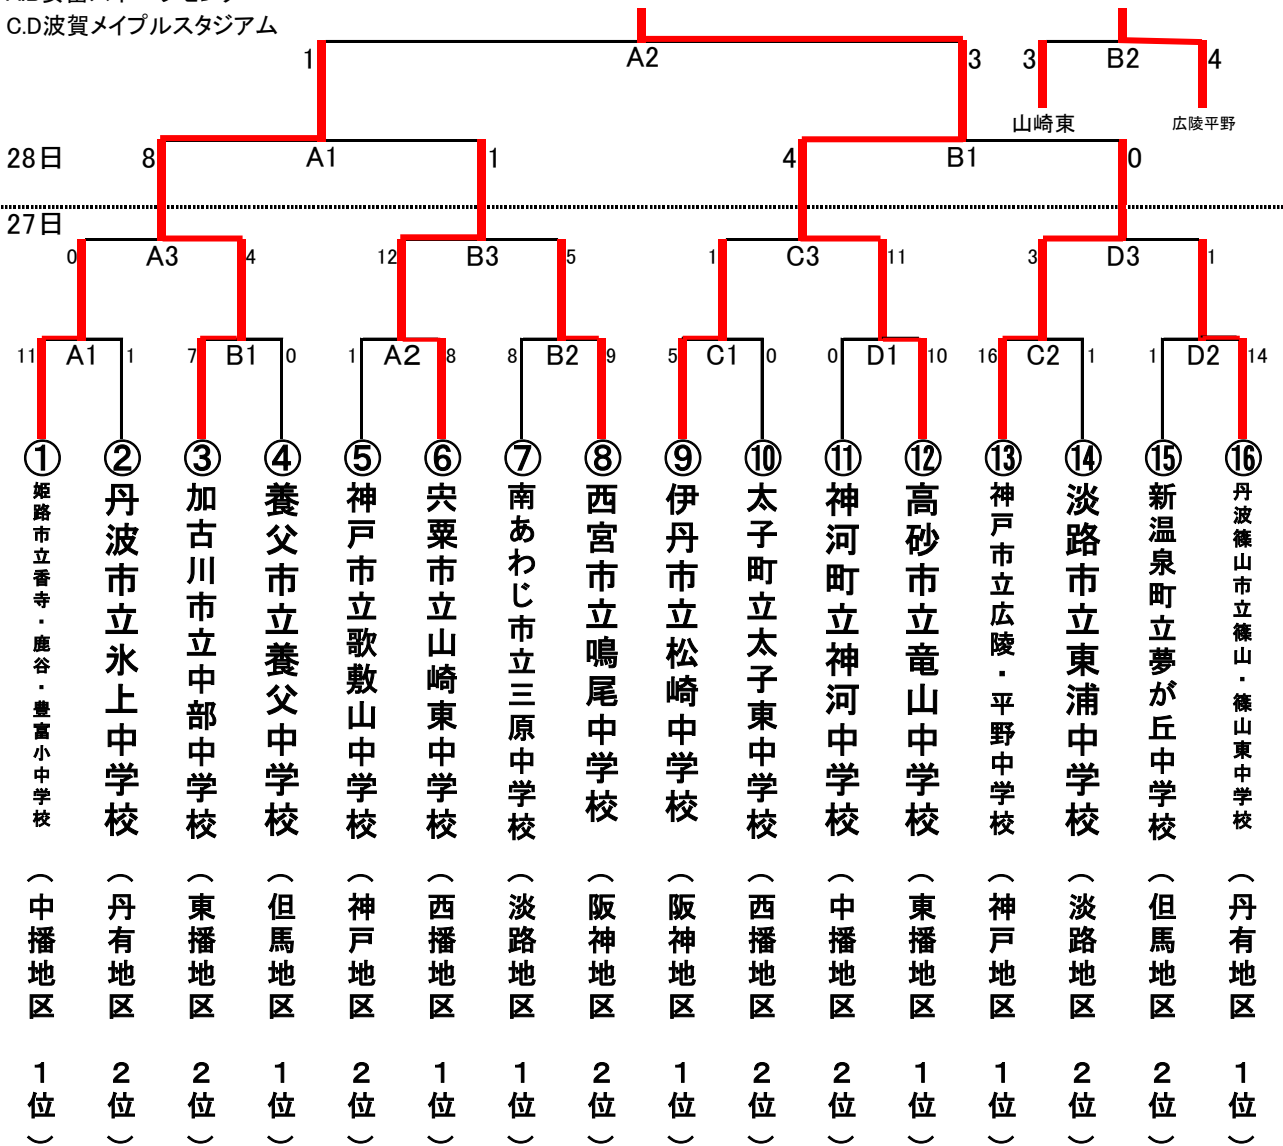 C.D波賀メイプルスタジアム
1 A2 3
3 B2 4
山崎東 広陵平野
28日
8 A1 1
4 B1 0
27日
0 A3 4
12 B3 5
1 C3 11
3 D3 1
11 A1 1
7 B1 0
1 A2 8
8 B2 9
5 C1 0
0 D1 10
16 C2 1
1 D2 14
① 姫路市立香寺・鹿谷・豊富小中学校（中播地区 1位）
② 丹波市立氷上中学校（丹有地区 2位）
③ 加古川市立中部中学校（東播地区 2位）
④ 養父市立養父中学校（但馬地区 1位）
⑤ 神戸市立歌敷山中学校（神戸地区 2位）
⑥ 宍粟市立山崎東中学校（西播地区 1位）
⑦ 南あわじ市立三原中学校（淡路地区 1位）
⑧ 西宮市立鳴尾中学校（阪神地区 2位）
⑨ 伊丹市立松崎中学校（阪神地区 1位）
⑩ 太子町立太子東中学校（西播地区 2位）
⑪ 神河町立神河中学校（中播地区 2位）
⑫ 高砂市立竜山中学校（東播地区 1位）
⑬ 神戸市立広陵・平野中学校（神戸地区 1位）
⑭ 淡路市立東浦中学校（淡路地区 2位）
⑮ 新温泉町立夢が丘中学校（但馬地区 2位）
⑯ 丹波篠山市立篠山・篠山東中学校（丹有地区 1位）